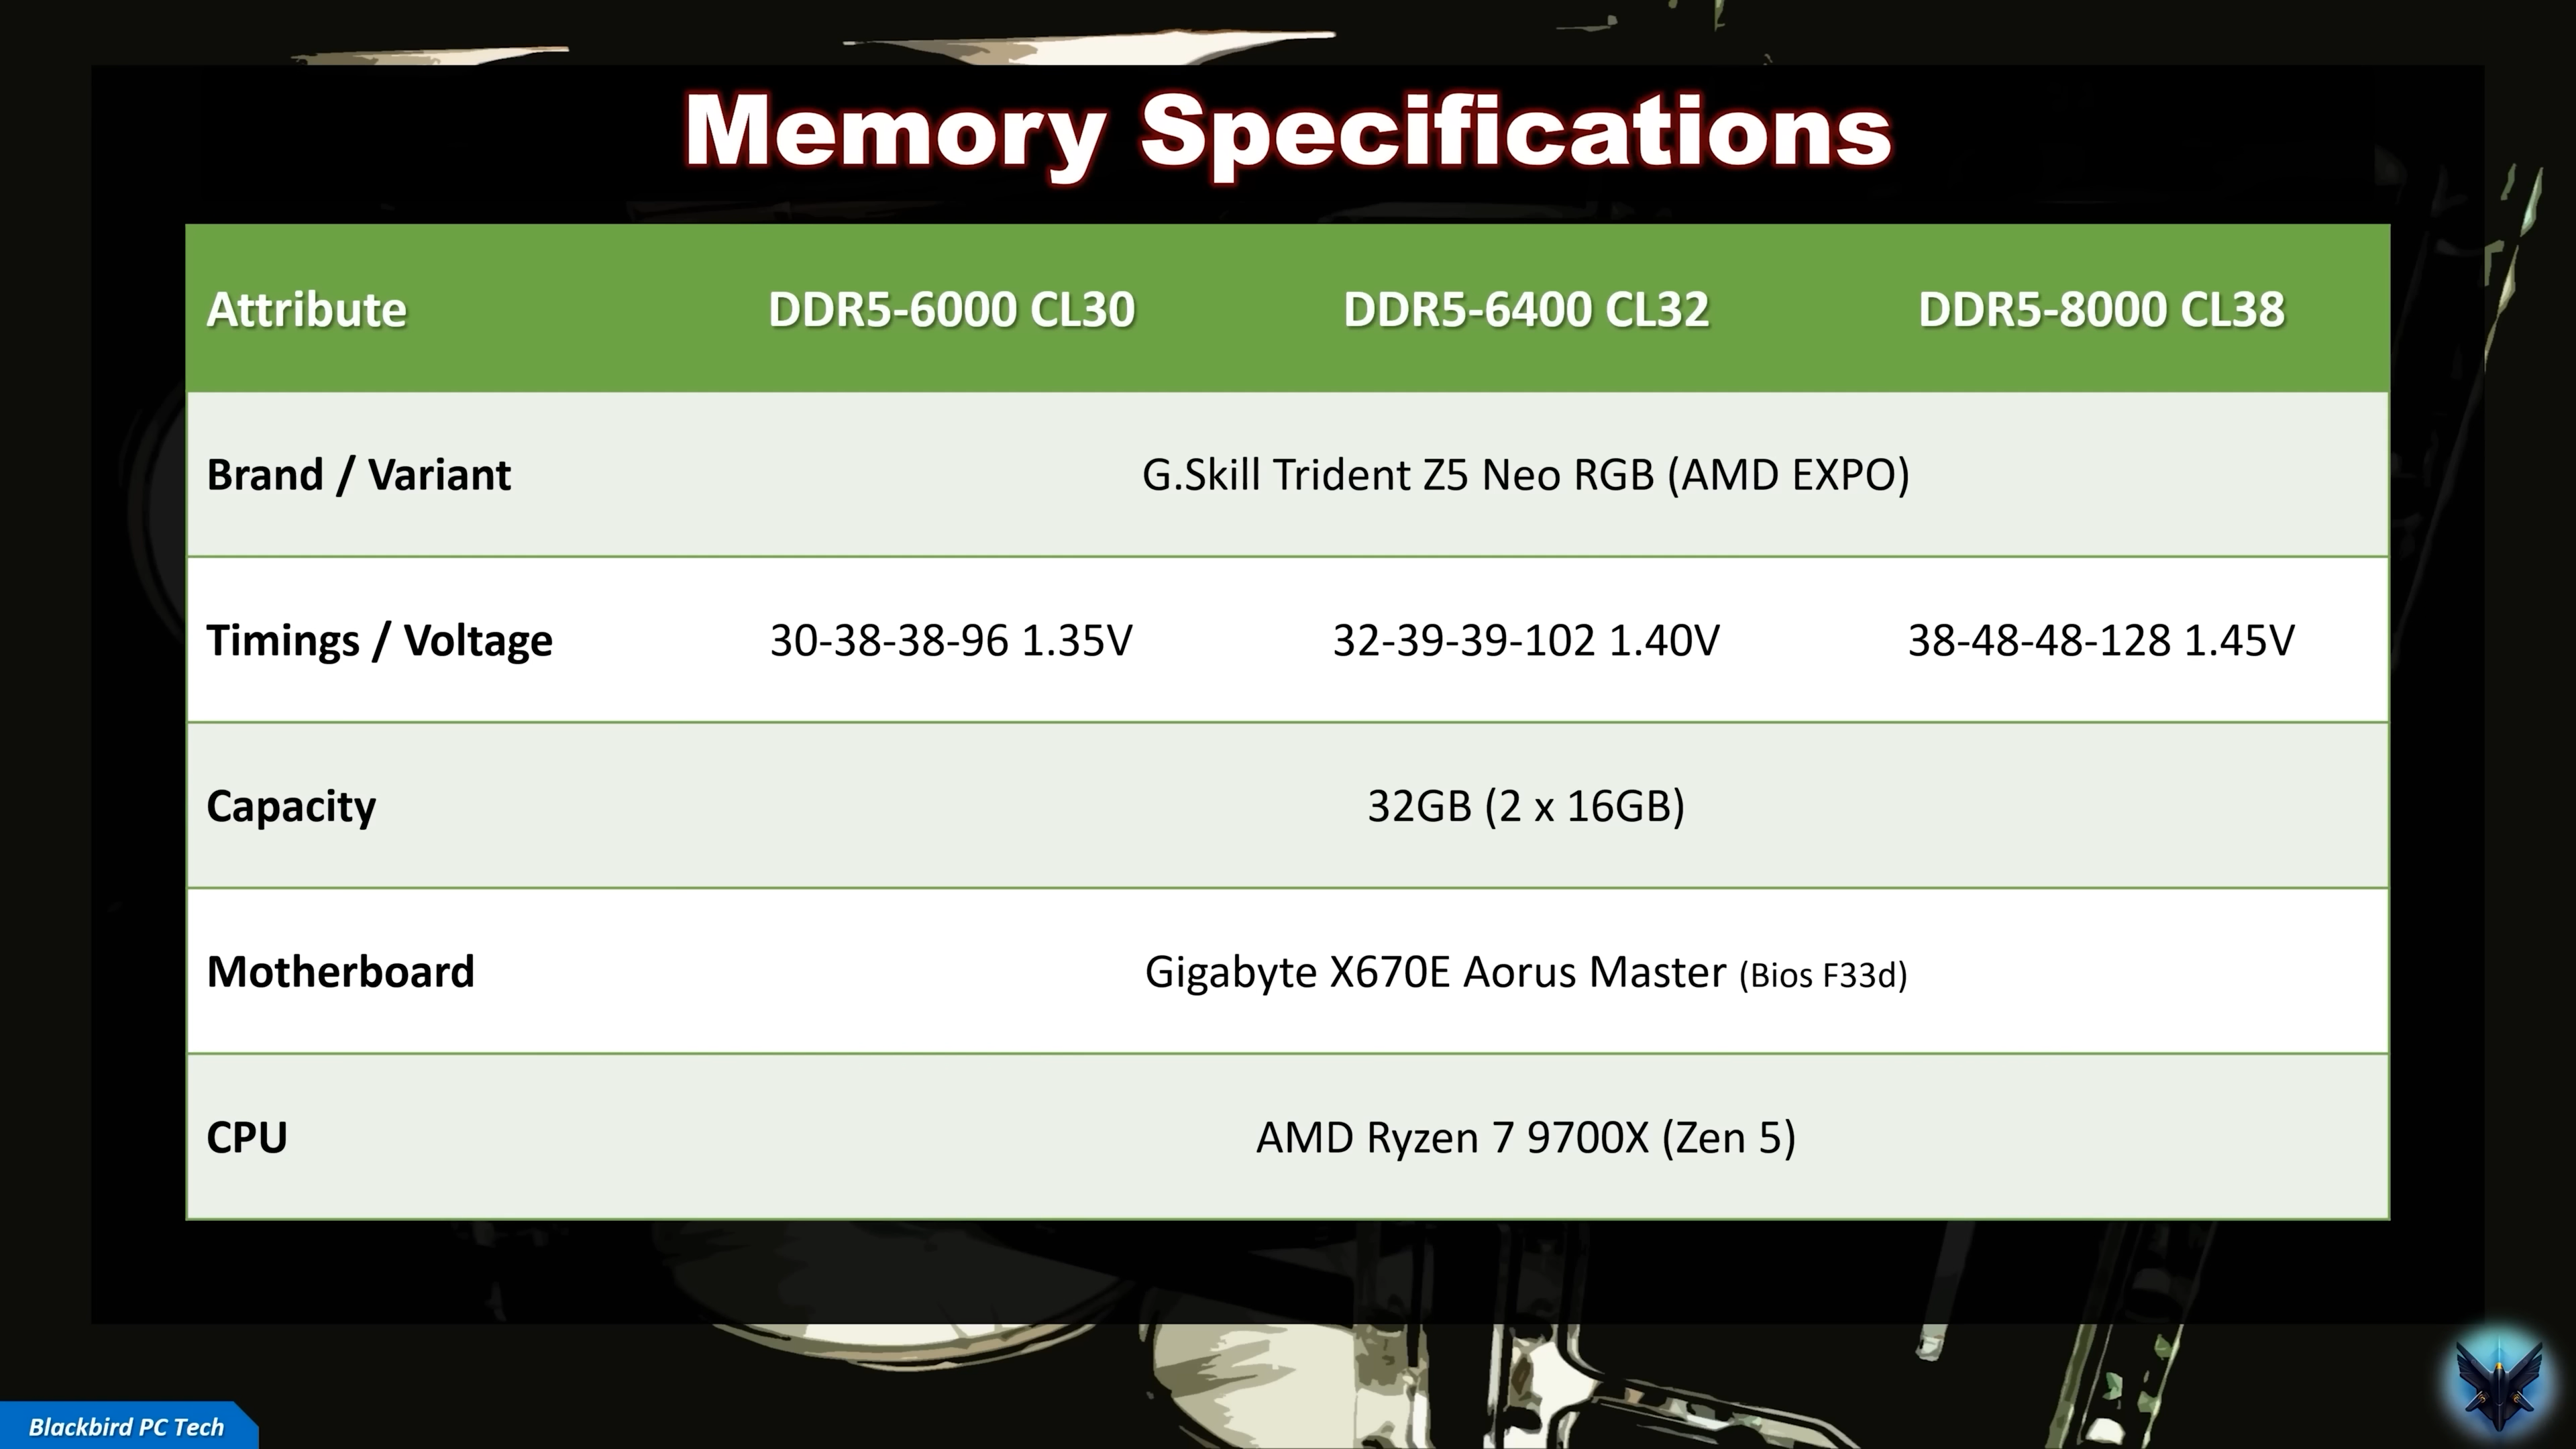 Memory Specifications
Attribute DDR5-6000 CL30 DDR5-6400 CL32 DDR5-8000 CL38
Brand / Variant G.Skill Trident Z5 Neo RGB (AMD EXPO)
Timings / Voltage 30-38-38-96 1.35V 32-39-39-102 1.40V 38-48-48-128 1.45V
Capacity 32GB (2 x 16GB)
Motherboard Gigabyte X670E Aorus Master (Bios F33d)
CPU AMD Ryzen 7 9700X (Zen 5)
Blackbird PC Tech